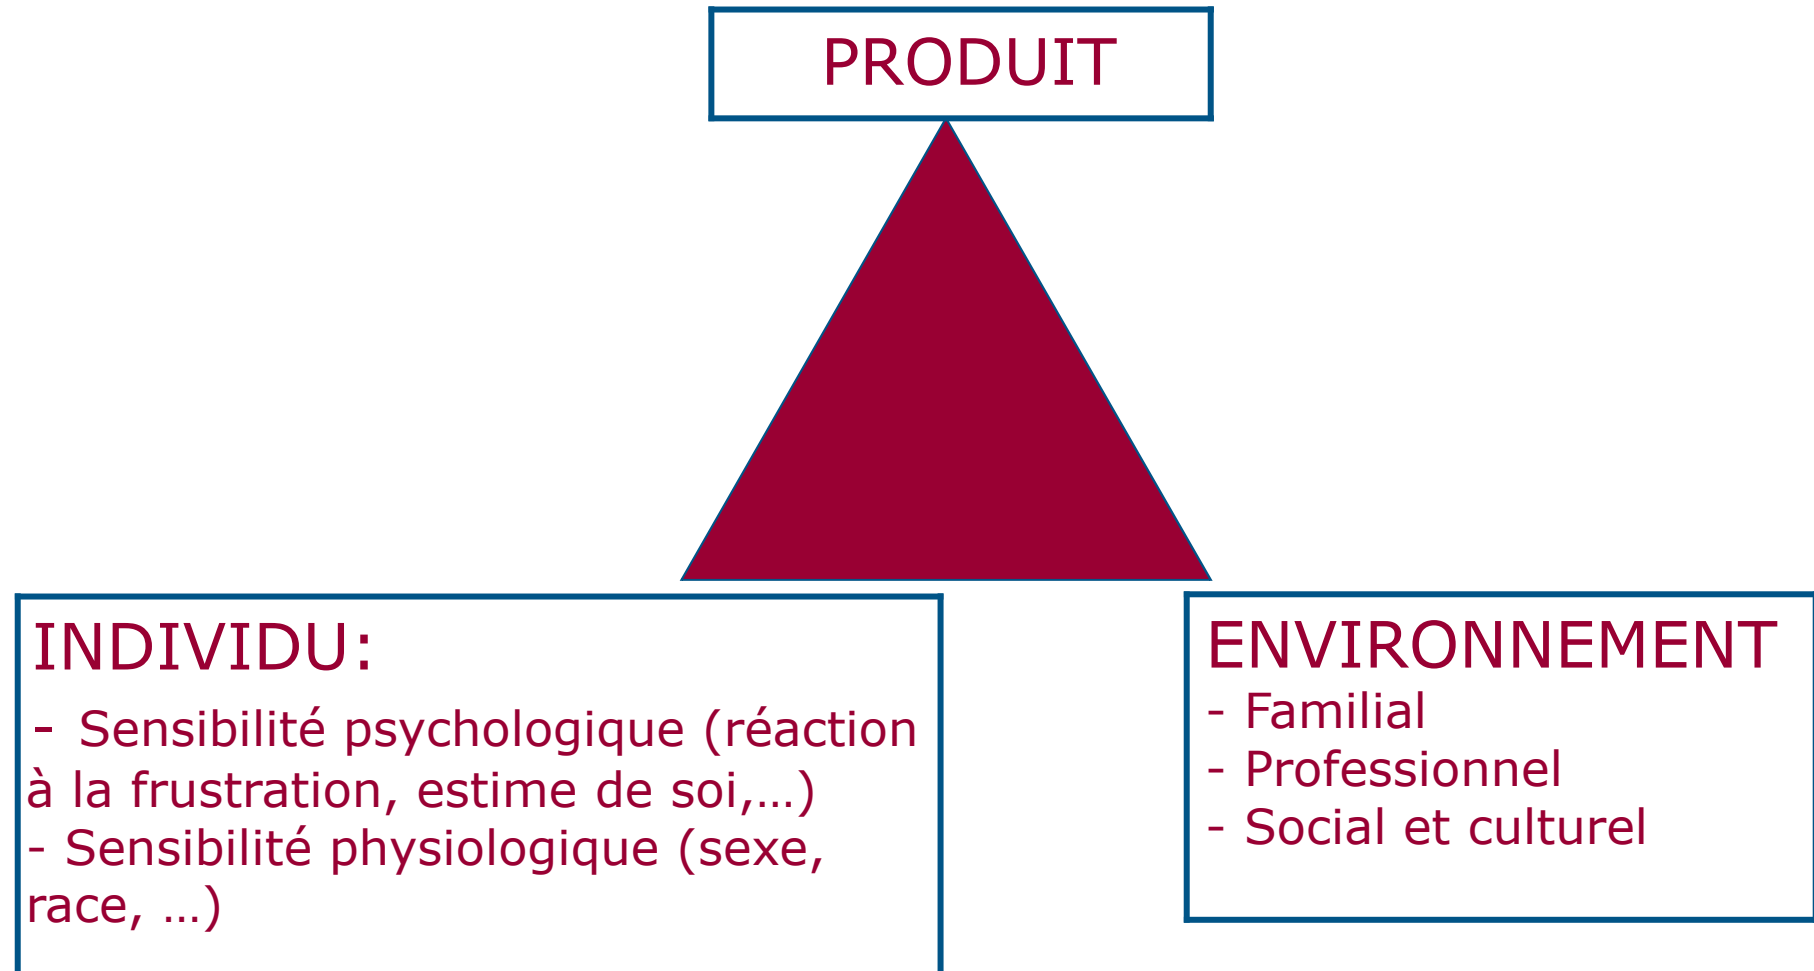 PRODUIT
INDIVIDU:
- Sensibilité psychologique (réaction
à la frustration, estime de soi,…)
- Sensibilité physiologique (sexe,
race, …)
ENVIRONNEMENT
- Familial
- Professionnel
- Social et culturel